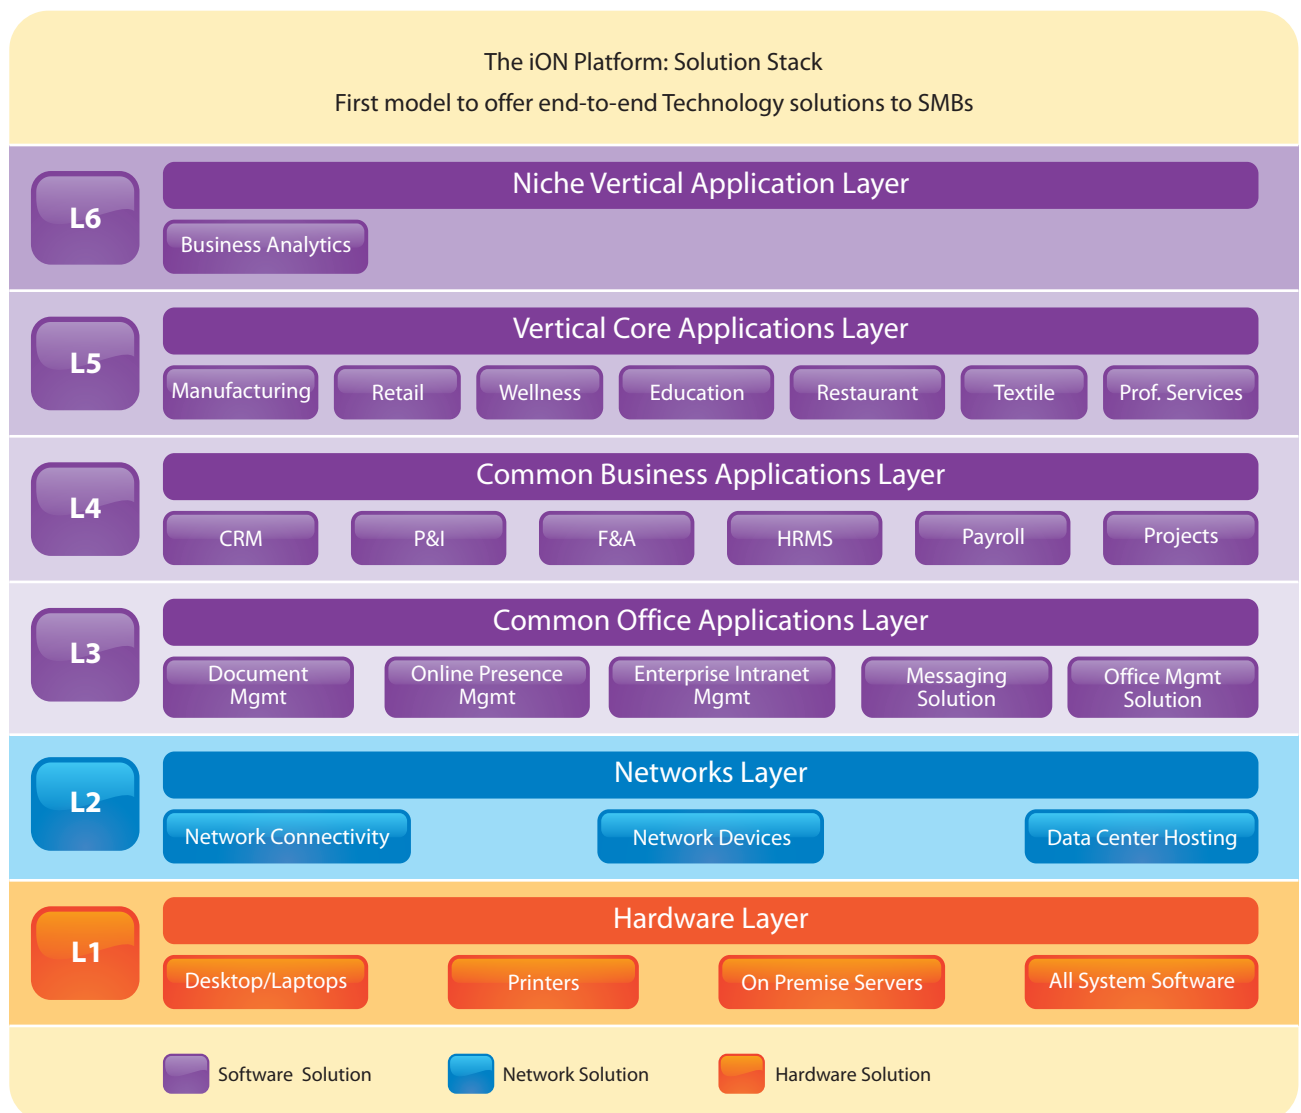 The iON Platform: Solution Stack
First model to offer end-to-end Technology solutions to SMBs
L6
Niche Vertical Application Layer
Business Analytics
L5
Vertical Core Applications Layer
Manufacturing
Retail
Wellness
Education
Restaurant
Textile
Prof. Services
L4
Common Business Applications Layer
CRM
P&I
F&A
HRMS
Payroll
Projects
L3
Common Office Applications Layer
Document
Mgmt
Online Presence
Mgmt
Enterprise Intranet
Mgmt
Messaging
Solution
Office Mgmt
Solution
L2
Networks Layer
Network Connectivity
Network Devices
Data Center Hosting
L1
Hardware Layer
Desktop/Laptops
Printers
On Premise Servers
All System Software
Software Solution
Network Solution
Hardware Solution